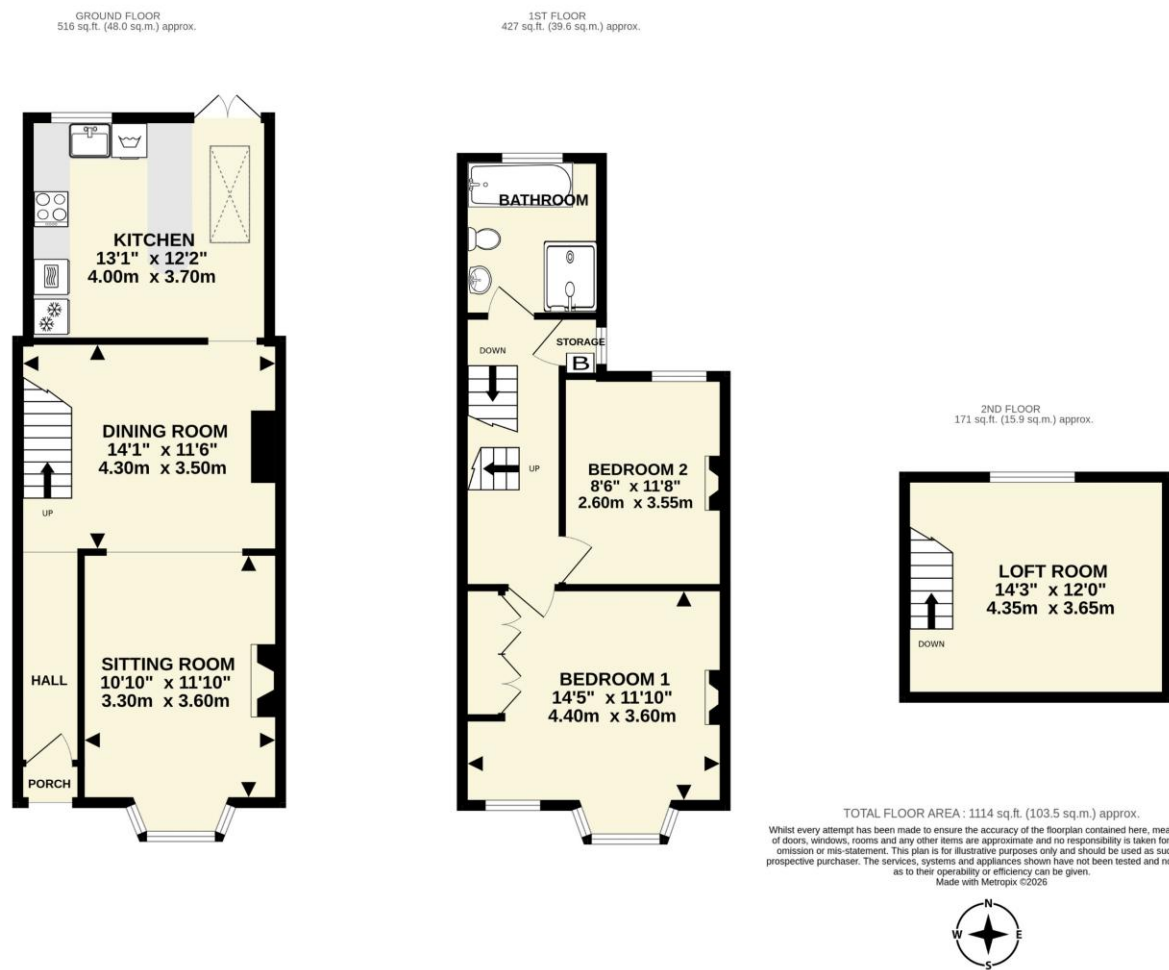 GROUND FLOOR
516 sq.ft. (48.0 sq.m.) approx.
KITCHEN
13'1" x 12'2"
4.00m x 3.70m
DINING ROOM
14'1" x 11'6"
4.30m x 3.50m
UP
HALL
SITTING ROOM
10'10" x 11'10"
3.30m x 3.60m
PORCH
1ST FLOOR
427 sq.ft. (39.6 sq.m.) approx.
BATHROOM
DOWN
STORAGE
B
UP
BEDROOM 2
8'6" x 11'8"
2.60m x 3.55m
BEDROOM 1
14'5" x 11'10"
4.40m x 3.60m
2ND FLOOR
171 sq.ft. (15.9 sq.m.) approx.
LOFT ROOM
14'3" x 12'0"
4.35m x 3.65m
DOWN
TOTAL FLOOR AREA : 1114 sq.ft. (103.5 sq.m.) approx.
Whilst every attempt has been made to ensure the accuracy of the floorplan contained here, mea
of doors, windows, rooms and any other items are approximate and no responsibility is taken for
omission or mis-statement. This plan is for illustrative purposes only and should be used as suc
prospective purchaser. The services, systems and appliances shown have not been tested and no
as to their operability or efficiency can be given.
Made with Metropix ©2026
N
W E
S